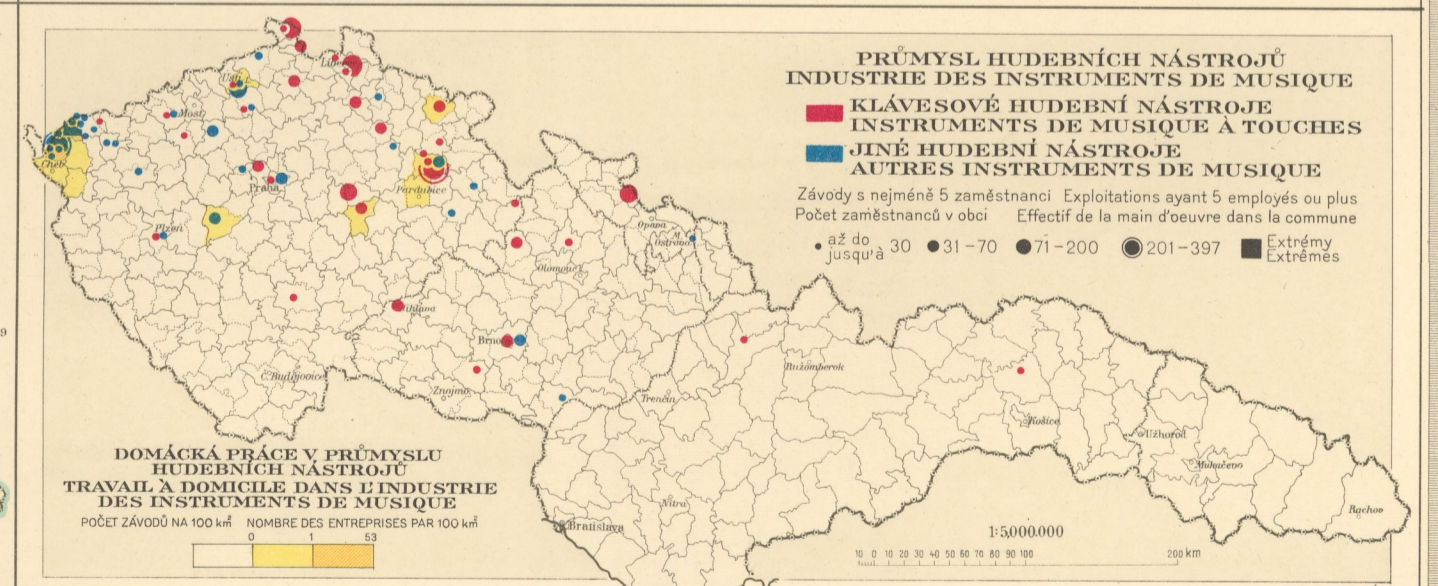 PRŮMYSL HUDEBNÍCH NÁSTROJŮ
INDUSTRIE DES INSTRUMENTS DE MUSIQUE
KLÁVESOVÉ HUDEBNÍ NÁSTROJE
INSTRUMENTS DE MUSIQUE À TOUCHES
JINÉ HUDEBNÍ NÁSTROJE
AUTRES INSTRUMENTS DE MUSIQUE
Závody s nejméně 5 zaměstnanci Exploitations ayant 5 employés ou plus
Počet zaměstnanců v obci Effectif de la main d'oeuvre dans la commune
až do
jusqu'à 30 31–70 71–200 201–397 Extrémy
Extrêmes
Liberec
Ústí
Most
Cheb
Praha
Pardubice
Plzeň
Opava
M. Ostrava
Olomouc
Jihlava
Brno
Č. Budějovice
Znojmo
Ružomberok
Trenčín
Košice
Užhorod
Mukačevo
Rachov
Nitra
Bratislava
DOMÁCKÁ PRÁCE V PRŮMYSLU
HUDEBNÍCH NÁSTROJŮ
TRAVAIL À DOMICILE DANS L'INDUSTRIE
DES INSTRUMENTS DE MUSIQUE
POČET ZÁVODŮ NA 100 km² NOMBRE DES ENTREPRISES PAR 100 km²
0 1 53
1:5,000.000
10 0 10 20 30 40 50 60 70 80 90 100 200 km
9